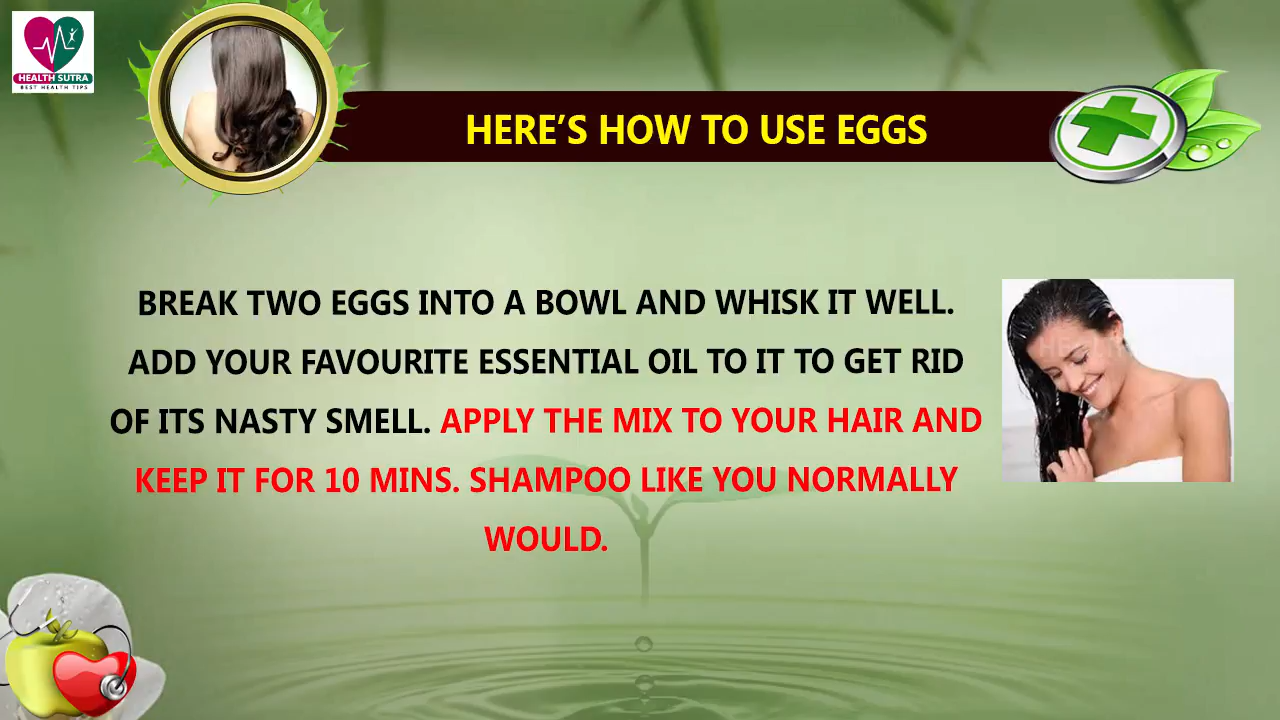 HEALTH SUTRA
BEST HEALTH TIPS
HERE'S HOW TO USE EGGS
BREAK TWO EGGS INTO A BOWL AND WHISK IT WELL.
ADD YOUR FAVOURITE ESSENTIAL OIL TO IT TO GET RID
OF ITS NASTY SMELL. APPLY THE MIX TO YOUR HAIR AND
KEEP IT FOR 10 MINS. SHAMPOO LIKE YOU NORMALLY
WOULD.